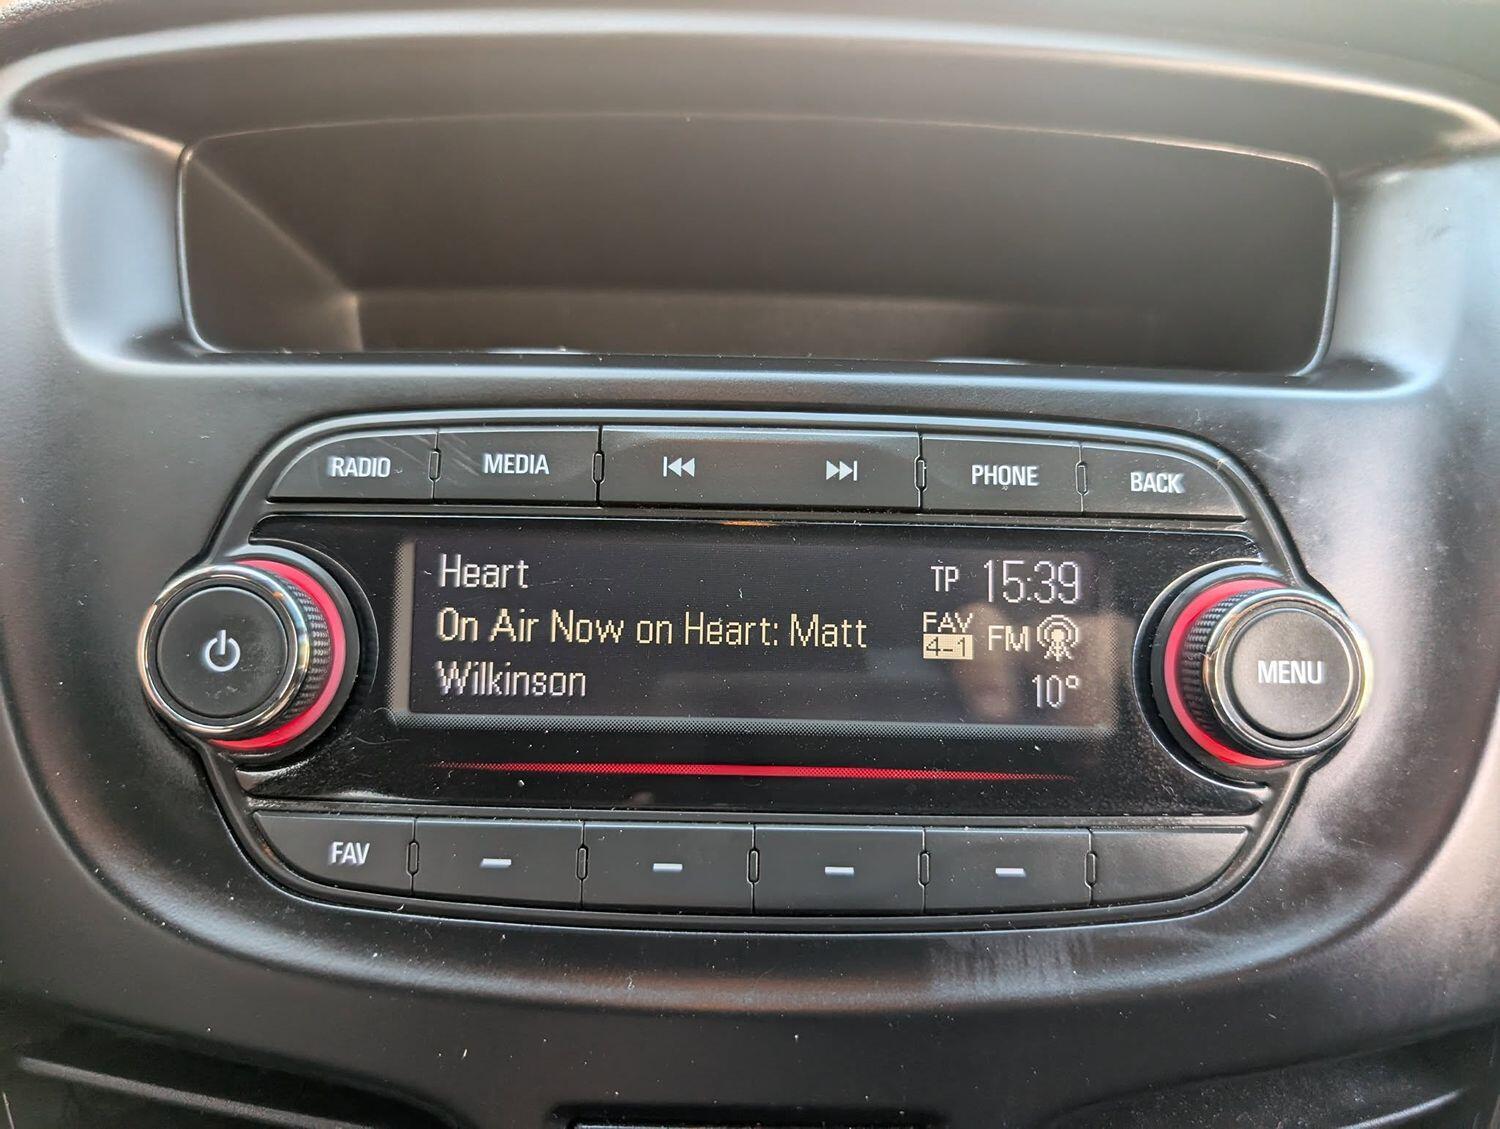 RADIO
MEDIA
PHONE
BACK
Heart
TP 15:39
On Air Now on Heart: Matt
FAV
4-1
FM
Wilkinson
10°
MENU
FAV